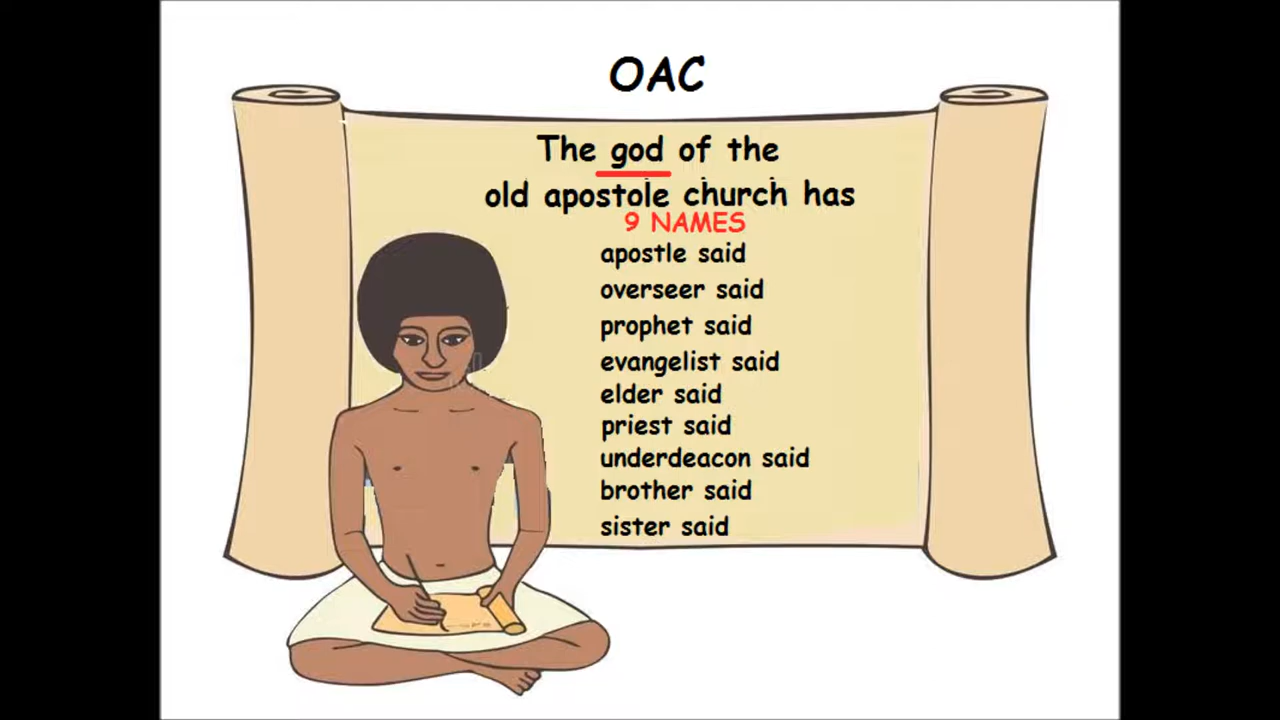 OAC
The god of the
old apostole church has
9 NAMES
apostle said
overseer said
prophet said
evangelist said
elder said
priest said
underdeacon said
brother said
sister said